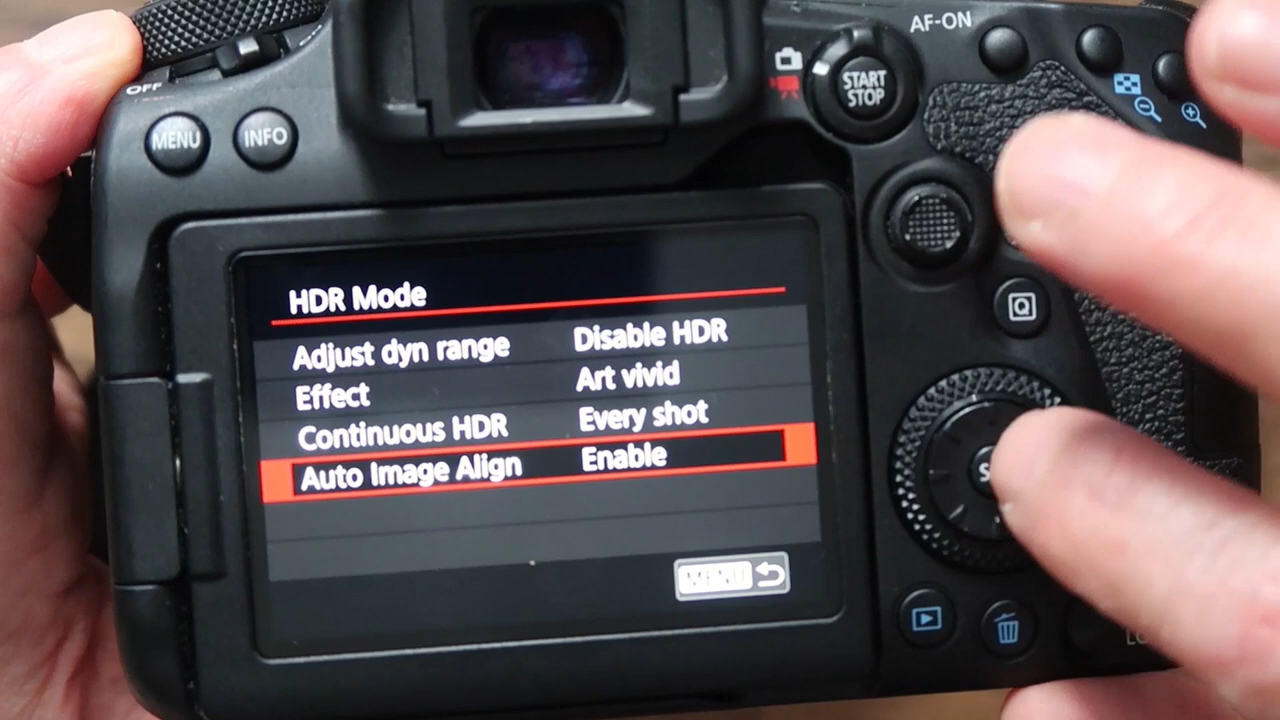 AF-ON
START
STOP
OFF
MENU
INFO
Q
HDR Mode
Adjust dyn range Disable HDR
Effect Art vivid
Continuous HDR Every shot
Auto Image Align Enable
MENU